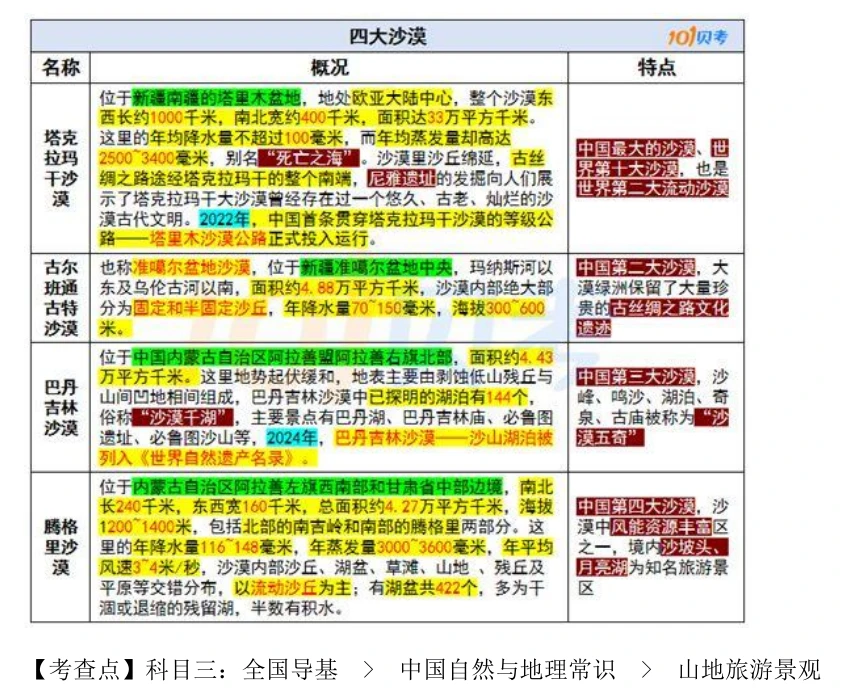 四大沙漠
101贝考
名称
概况
特点
塔克
拉玛
干沙
漠
位于新疆南疆的塔里木盆地，地处欧亚大陆中心，整个沙漠东
西长约1000千米，南北宽约400千米，面积达33万平方千米。
这里的年均降水量不超过100毫米，而年均蒸发量却高达
2500~3400毫米，别名“死亡之海”。沙漠里沙丘绵延，古丝
绸之路途经塔克拉玛干的整个南端，尼雅遗址的发掘向人们展
示了塔克拉玛干大沙漠曾经存在过一个悠久、古老、灿烂的沙
漠古代文明。2022年，中国首条贯穿塔克拉玛干沙漠的等级公
路——塔里木沙漠公路正式投入运行。
中国最大的沙漠、世
界第十大沙漠，也是
世界第二大流动沙漠
古尔
班通
古特
沙漠
也称准噶尔盆地沙漠，位于新疆准噶尔盆地中央，玛纳斯河以
东及乌伦古河以南，面积约4.88万平方千米，沙漠内部绝大部
分为固定和半固定沙丘，年降水量70~150毫米，海拔300~600
米。
中国第二大沙漠，大
漠绿洲保留了大量珍
贵的古丝绸之路文化
遗迹
巴丹
吉林
沙漠
位于中国内蒙古自治区阿拉善盟阿拉善右旗北部，面积约4.43
万平方千米。这里地势起伏缓和，地表主要由剥蚀低山残丘与
山间凹地相间组成，巴丹吉林沙漠中已探明的湖泊有144个，
俗称“沙漠千湖”，主要景点有巴丹湖、巴丹吉林庙、必鲁图
遗址、必鲁图沙山等，2024年，巴丹吉林沙漠——沙山湖泊被
列入《世界自然遗产名录》。
中国第三大沙漠，沙
峰、鸣沙、湖泊、奇
泉、古庙被称为“沙
漠五奇”
腾格
里沙
漠
位于内蒙古自治区阿拉善左旗西南部和甘肃省中部边境，南北
长240千米，东西宽160千米，总面积约4.27万平方千米，海拔
1200~1400米，包括北部的南吉岭和南部的腾格里两部分。这
里的年降水量116~148毫米，年蒸发量3000~3600毫米，年平均
风速3~4米/秒，沙漠内部沙丘、湖盆、草滩、山地 、残丘及
平原等交错分布，以流动沙丘为主；有湖盆共422个，多为干
涸或退缩的残留湖，半数有积水。
中国第四大沙漠，沙
漠中风能资源丰富区
之一，境内沙坡头、
月亮湖为知名旅游景
区
【考查点】科目三：全国导基 > 中国自然与地理常识 > 山地旅游景观